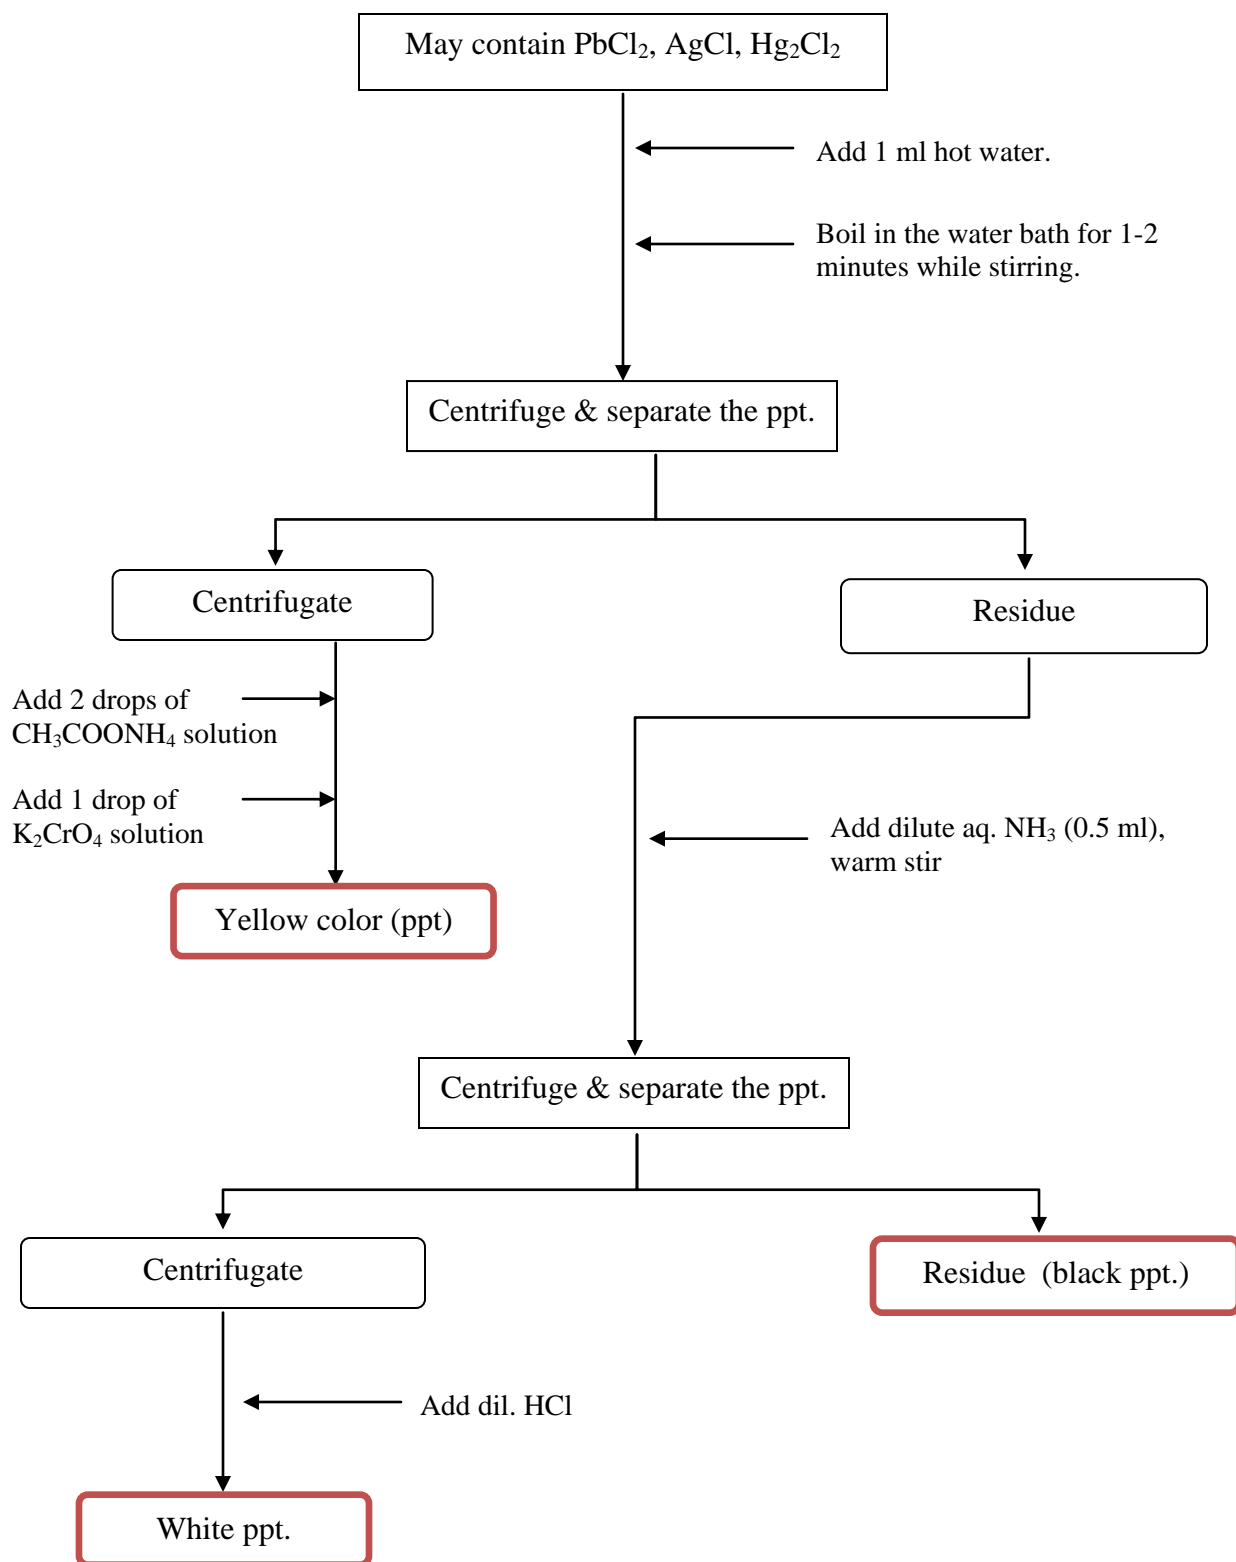 May contain PbCl₂, AgCl, Hg₂Cl₂
Add 1 ml hot water.
Boil in the water bath for 1-2
minutes while stirring.
Centrifuge & separate the ppt.
Centrifugate
Residue
Add 2 drops of
CH₃COONH₄ solution
Add 1 drop of
K₂CrO₄ solution
Add dilute aq. NH₃ (0.5 ml),
warm stir
Yellow color (ppt)
Centrifuge & separate the ppt.
Centrifugate
Residue (black ppt.)
Add dil. HCl
White ppt.